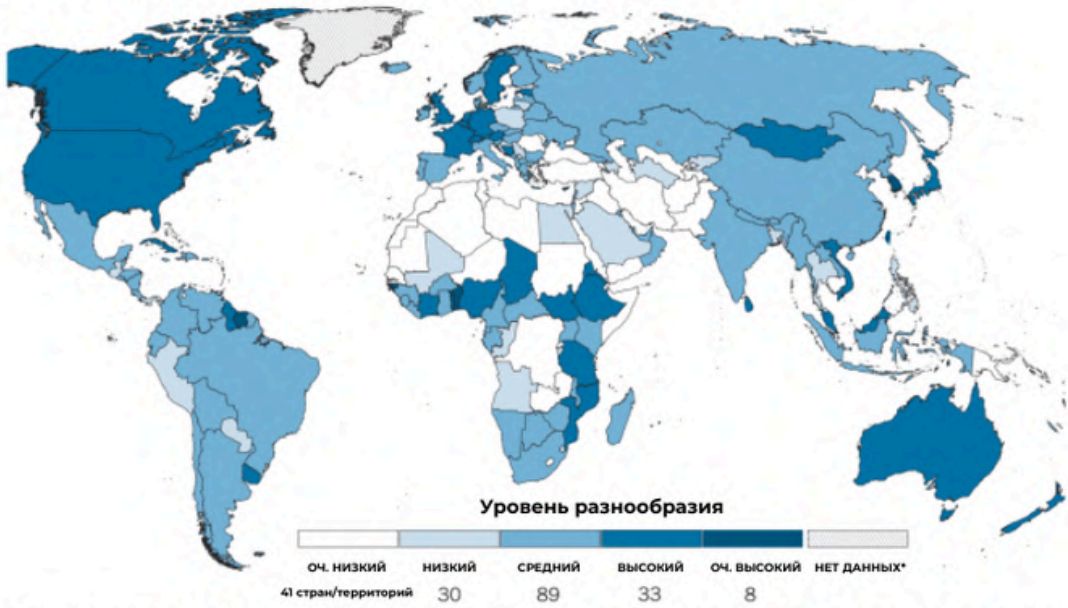 Уровень разнообразия
ОЧ. НИЗКИЙ НИЗКИЙ СРЕДНИЙ ВЫСОКИЙ ОЧ. ВЫСОКИЙ НЕТ ДАННЫХ*
41 стран/территорий 30 89 33 8